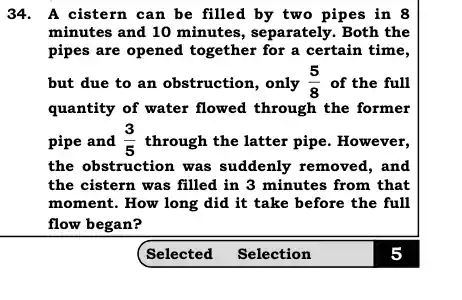 34. A cistern can be filled by two pipes in 8
minutes and 10 minutes, separately. Both the
pipes are opened together for a certain time,
but due to an obstruction, only 5/8 of the full
quantity of water flowed through the former
pipe and 3/5 through the latter pipe. However,
the obstruction was suddenly removed, and
the cistern was filled in 3 minutes from that
moment. How long did it take before the full
flow began?
Selected Selection 5